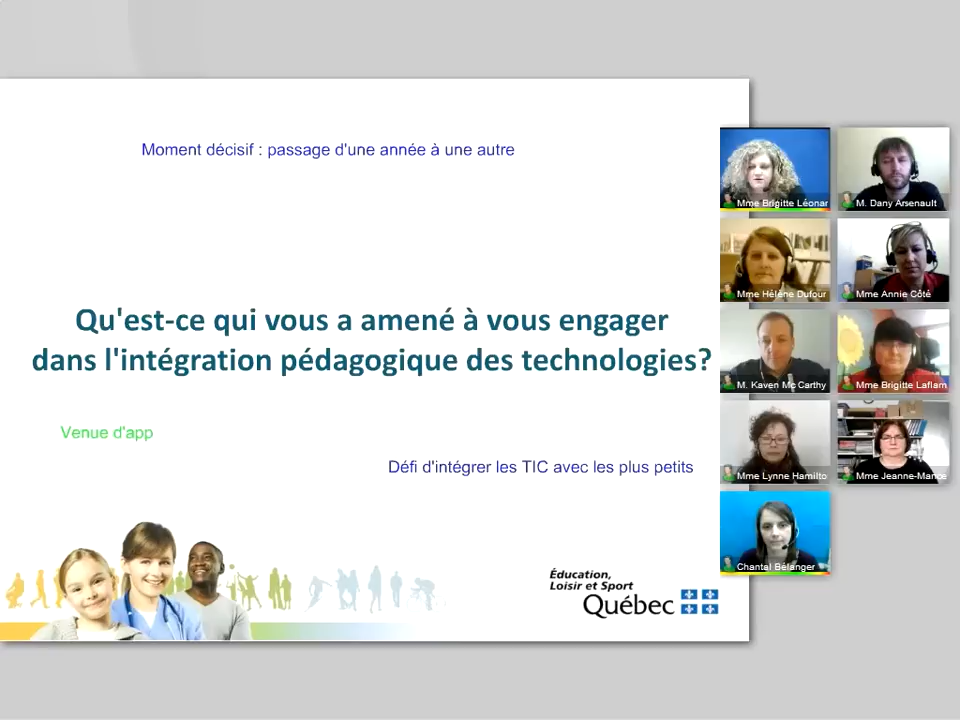 Moment décisif : passage d'une année à une autre
Qu'est-ce qui vous a amené à vous engager
dans l'intégration pédagogique des technologies?
Venue d'app
Défi d'intégrer les TIC avec les plus petits
Éducation,
Loisir et Sport
Québec
Mme Brigitte Léonar
M. Dany Arsenault
Mme Hélène Dufour
Mme Annie Côté
M. Kaven Mc Carthy
Mme Brigitte Laflam
Mme Lynne Hamilto
Mme Jeanne-Mance
Chantal Bélanger